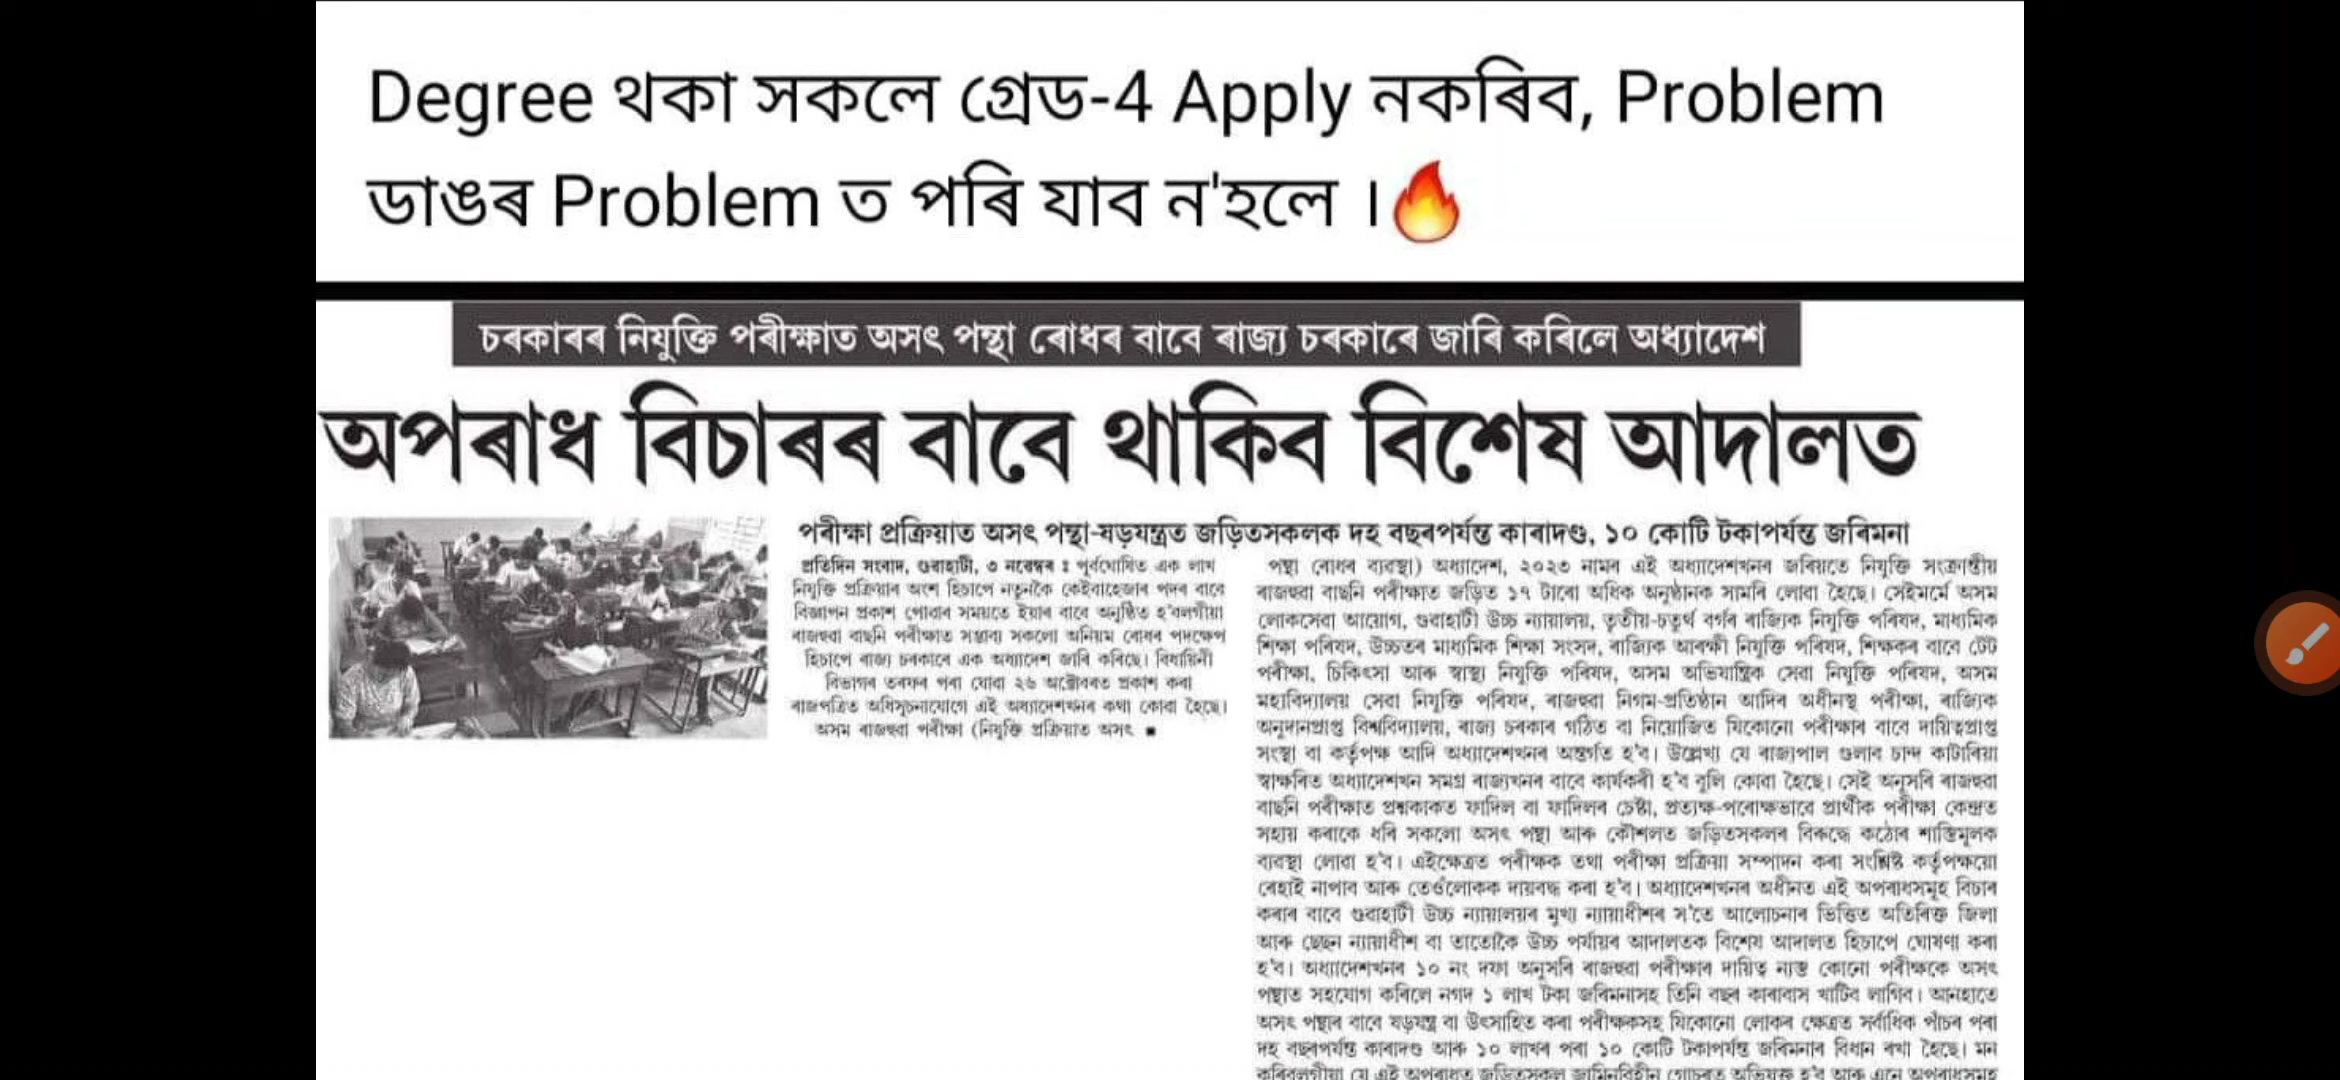 Degree থকা সকলে গ্ৰেড-4 Apply নকৰিব, Problem
ডাঙৰ Problem ত পৰি যাব ন'হলে ।🔥
চৰকাৰৰ নিযুক্তি পৰীক্ষাত অসৎ পন্থা ৰোধৰ বাবে ৰাজ্য চৰকাৰে জাৰি কৰিলে অধ্যাদেশ
অপৰাধ বিচাৰৰ বাবে থাকিব বিশেষ আদালত
পৰীক্ষা প্ৰক্ৰিয়াত অসৎ পন্থা-ষড়যন্ত্ৰত জড়িতসকলক দহ বছৰপৰ্যন্ত কাৰাদণ্ড, ১০ কোটি টকাপৰ্যন্ত জৰিমনা
প্ৰতিদিন সংবাদ, গুৱাহাটী, ৩ নৱেম্বৰ : পূৰ্বঘোষিত এক লাখ
নিযুক্তি প্ৰক্ৰিয়াৰ অংশ হিচাপে নতুনকৈ কেইবাহেজাৰ পদৰ বাবে
বিজ্ঞাপন প্ৰকাশ পোৱাৰ সময়তে ইয়াৰ বাবে অনুষ্ঠিত হ'বলগীয়া
ৰাজহুৱা বাছনি পৰীক্ষাত সম্ভাব্য সকলো অনিয়ম ৰোধৰ পদক্ষেপ
হিচাপে ৰাজ্য চৰকাৰে এক অধ্যাদেশ জাৰি কৰিছে। বিধায়িনী
বিভাগৰ তৰফৰ পৰা যোৱা ২৬ অক্টোবৰত প্ৰকাশ কৰা
ৰাজপত্ৰিত অধিসূচনাযোগে এই অধ্যাদেশখনৰ কথা কোৱা হৈছে।
অসম ৰাজহুৱা পৰীক্ষা (নিযুক্তি প্ৰক্ৰিয়াত অসৎ ■
পন্থা ৰোধৰ ব্যৱস্থা) অধ্যাদেশ, ২০২৩ নামৰ এই অধ্যাদেশখনৰ জৰিয়তে নিযুক্তি সংক্ৰান্তীয়
ৰাজহুৱা বাছনি পৰীক্ষাত জড়িত ১৭ টাৰো অধিক অনুষ্ঠানক সামৰি লোৱা হৈছে। সেইমৰ্মে অসম
লোকসেৱা আয়োগ, গুৱাহাটী উচ্চ ন্যায়ালয়, তৃতীয়-চতুৰ্থ বৰ্গৰ ৰাজ্যিক নিযুক্তি পৰিষদ, মাধ্যমিক
শিক্ষা পৰিষদ, উচ্চতৰ মাধ্যমিক শিক্ষা সংসদ, ৰাজ্যিক আৰক্ষী নিযুক্তি পৰিষদ, শিক্ষকৰ বাবে টেট
পৰীক্ষা, চিকিৎসা আৰু স্বাস্থ্য নিযুক্তি পৰিষদ, অসম অভিযান্ত্ৰিক সেৱা নিযুক্তি পৰিষদ, অসম
মহাবিদ্যালয় সেৱা নিযুক্তি পৰিষদ, ৰাজহুৱা নিগম-প্ৰতিষ্ঠান আদিৰ অধীনস্থ পৰীক্ষা, ৰাজ্যিক
অনুদানপ্ৰাপ্ত বিশ্ববিদ্যালয়, ৰাজ্য চৰকাৰ গঠিত বা নিয়োজিত যিকোনো পৰীক্ষাৰ বাবে দায়িত্বপ্ৰাপ্ত
সংস্থা বা কৰ্তৃপক্ষ আদি অধ্যাদেশখনৰ অন্তৰ্গত হ'ব। উল্লেখ্য যে ৰাজ্যপাল গুলাব চান্দ কাটাৰিয়া
স্বাক্ষৰিত অধ্যাদেশখন সমগ্ৰ ৰাজ্যখনৰ বাবে কাৰ্যকৰী হ'ব বুলি কোৱা হৈছে। সেই অনুসৰি ৰাজহুৱা
বাছনি পৰীক্ষাত প্ৰশ্নকাকত ফাদিল বা ফাদিলৰ চেষ্টা, প্ৰত্যক্ষ-পৰোক্ষভাৱে প্ৰাৰ্থীক পৰীক্ষা কেন্দ্ৰত
সহায় কৰাকে ধৰি সকলো অসৎ পন্থা আৰু কৌশলত জড়িতসকলৰ বিৰুদ্ধে কঠোৰ শাস্তিমূলক
ব্যৱস্থা লোৱা হ'ব। এইক্ষেত্ৰত পৰীক্ষক তথা পৰীক্ষা প্ৰক্ৰিয়া সম্পাদন কৰা সংশ্লিষ্ট কৰ্তৃপক্ষয়ো
ৰেহাই নাপাব আৰু তেওঁলোকক দায়বদ্ধ কৰা হ'ব। অধ্যাদেশখনৰ অধীনত এই অপৰাধসমূহ বিচাৰ
কৰাৰ বাবে গুৱাহাটী উচ্চ ন্যায়ালয়ৰ মুখ্য ন্যায়াধীশৰ স'তে আলোচনাৰ ভিত্তিত অতিৰিক্ত জিলা
আৰু ছেছন ন্যায়াধীশ বা তাতোকৈ উচ্চ পৰ্যায়ৰ আদালতক বিশেষ আদালত হিচাপে ঘোষণা কৰা
হ'ব। অধ্যাদেশখনৰ ১০ নং দফা অনুসৰি ৰাজহুৱা পৰীক্ষাৰ দায়িত্ব ন্যস্ত কোনো পৰীক্ষকে অসৎ
পন্থাত সহযোগ কৰিলে নগদ ১ লাখ টকা জৰিমনাসহ তিনি বছৰ কাৰাবাস খাটিব লাগিব। আনহাতে
অসৎ পন্থাৰ বাবে ষড়যন্ত্ৰ বা উৎসাহিত কৰা পৰীক্ষকসহ যিকোনো লোকৰ ক্ষেত্ৰত সৰ্বাধিক পাঁচৰ পৰা
দহ বছৰপৰ্যন্ত কাৰাদণ্ড আৰু ১০ লাখৰ পৰা ১০ কোটি টকাপৰ্যন্ত জৰিমনাৰ বিধান ৰখা হৈছে। মন
কৰিবলগীয়া যে এই অপৰাধত জড়িতসকল জামিনবিহীন গোচৰত অভিযুক্ত হ'ব আৰু এনে অপৰাধসমূহ